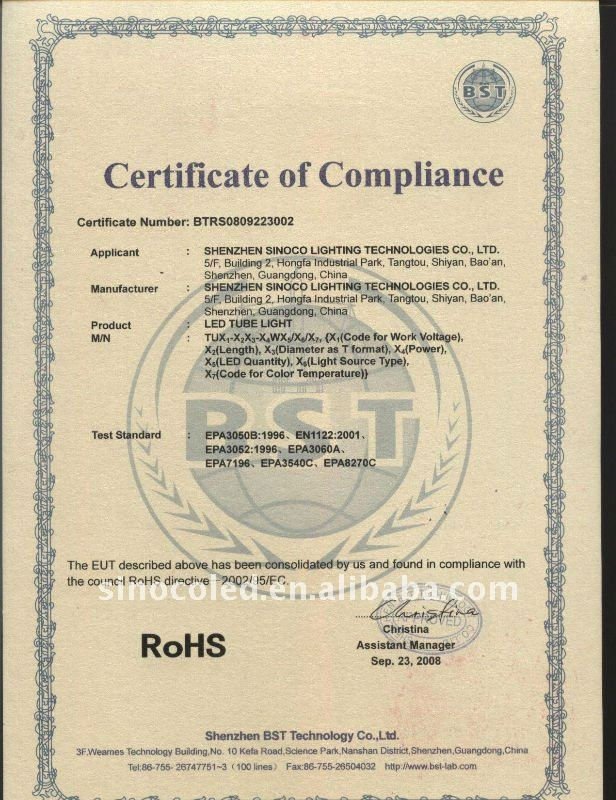 BST
Certificate of Compliance
Certificate Number: BTRS0809223002
Applicant : SHENZHEN SINOCO LIGHTING TECHNOLOGIES CO., LTD.
5/F, Building 2, Hongfa Industrial Park, Tangtou, Shiyan, Bao'an,
Shenzhen, Guangdong, China
Manufacturer : SHENZHEN SINOCO LIGHTING TECHNOLOGIES CO., LTD.
5/F, Building 2, Hongfa Industrial Park, Tangtou, Shiyan, Bao'an,
Shenzhen, Guangdong, China
Product : LED TUBE LIGHT
M/N : TUX₁-X₂X₃-X₄WX₅/X₆/X₇, {X₁(Code for Work Voltage),
X₂(Length), X₃(Diameter as T format), X₄(Power),
X₅(LED Quantity), X₆(Light Source Type),
X₇(Code for Color Temperature)}
BST
Test Standard : EPA3050B:1996、EN1122:2001、
EPA3052:1996、EPA3060A、
EPA7196、EPA3540C、EPA8270C
The EUT described above has been consolidated by us and found in compliance with
the council RoHS directive 2002/95/EC.
sinocoled.en.alibaba.com
Christina
APPROVED
Christina
Assistant Manager
Sep. 23, 2008
RoHS
Shenzhen BST Technology Co.,Ltd.
3F,Weames Technology Building,No. 10 Kefa Road,Science Park,Nanshan District,Shenzhen,Guangdong,China
Tel:86-755- 26747751~3 (100 lines) Fax:86-755-26504032 http://www.bst-lab.com